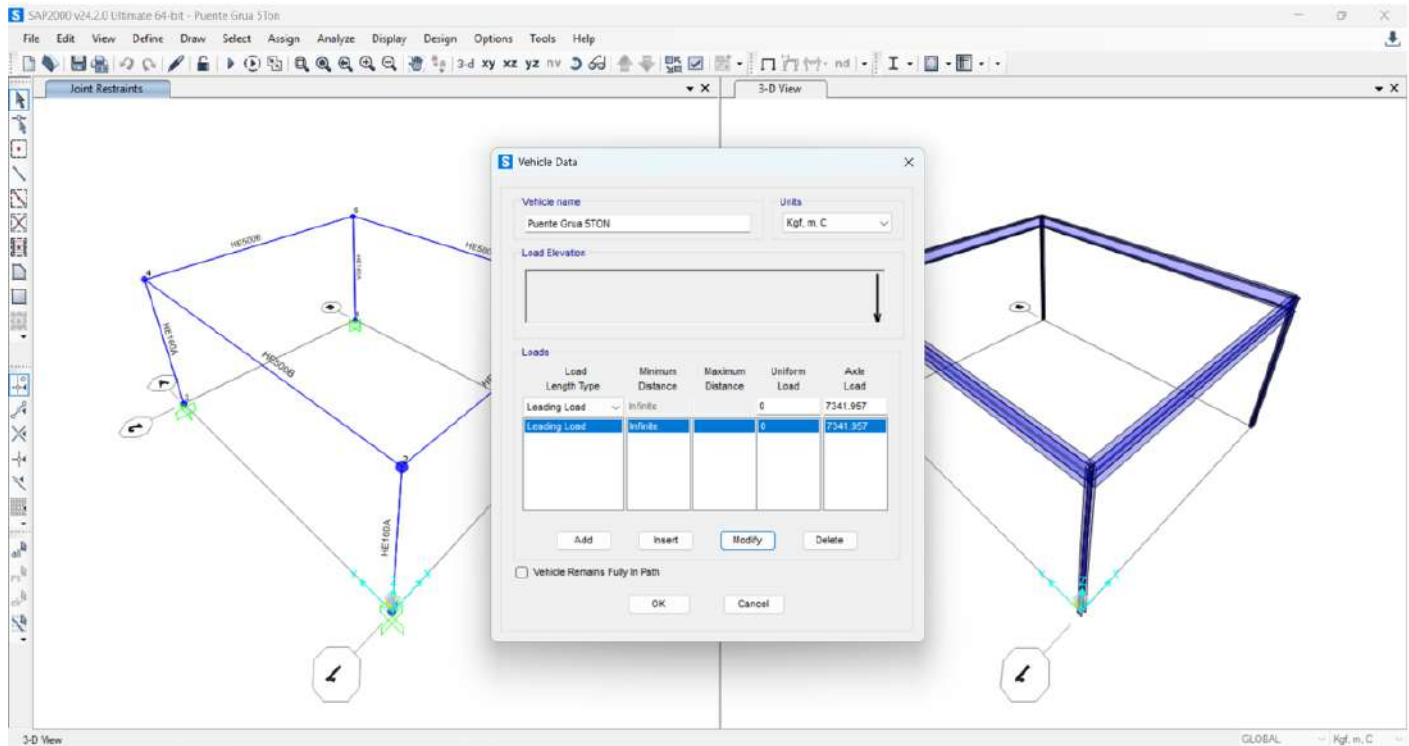 SAP2000 v24.2.0 Ultimate 64-bit - Puente Grua 5Ton
File Edit View Define Draw Select Assign Analyze Display Design Options Tools Help
3-d xy xz yz nv
nd
Joint Restraints
3-D View
Vehicle Data
Vehicle name
Units
Puente Grua 5TON
Kgf, m, C
Load Elevation
Loads
Load Length Type
Minimum Distance
Maximum Distance
Uniform Load
Axle Load
Leading Load Infinite 0 7341.957
Leading Load Infinite 0 7341.957
Add Insert Modify Delete
Vehicle Remains Fully In Path
OK Cancel
HE500B
HE160A
HE160A
HE500B
HE160A
4
3-D View
GLOBAL
Kgf, m, C